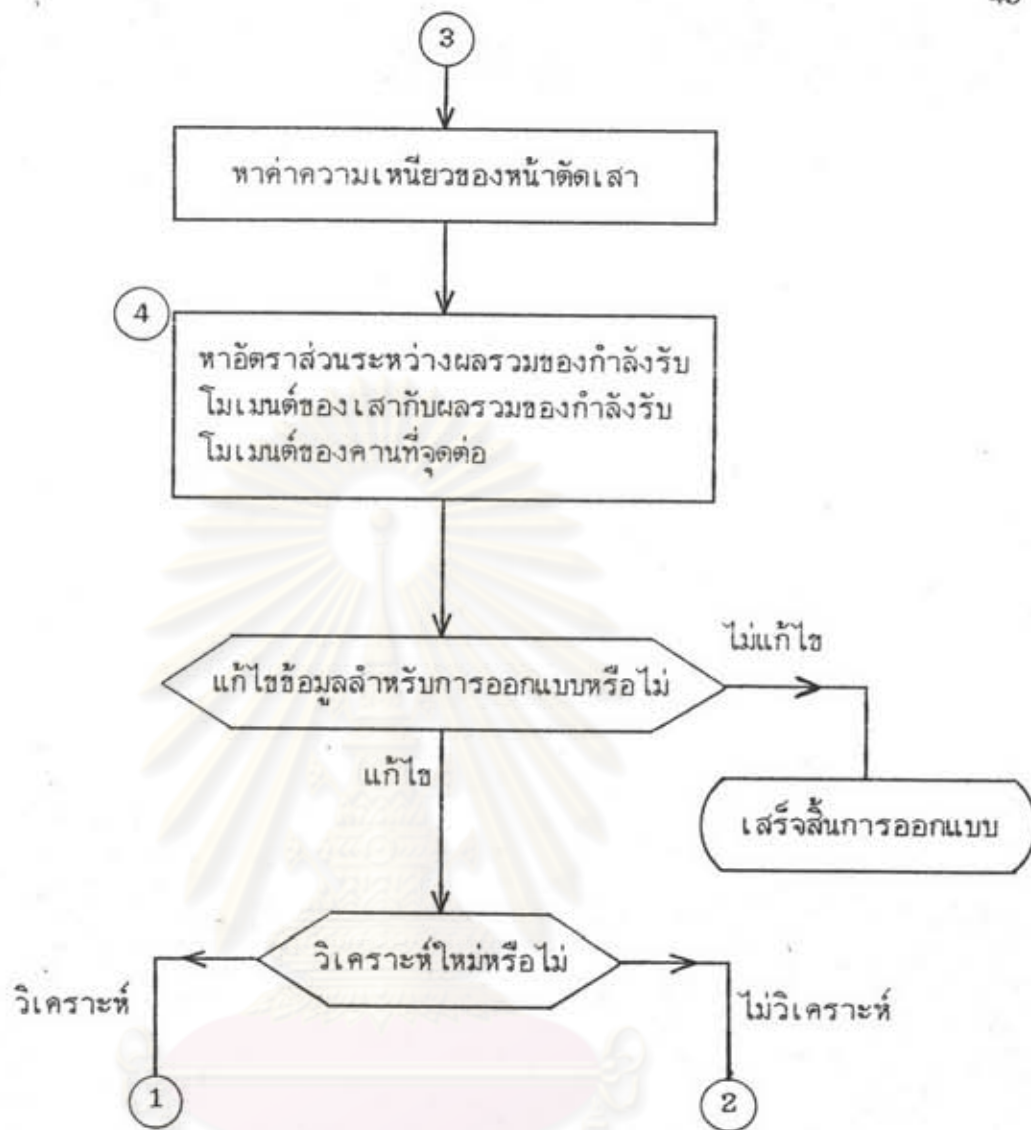 3
หาค่าความเหนียวของหน้าตัดเสา
4
หาอัตราส่วนระหว่างผลรวมของกำลังรับ
โมเมนต์ของเสากับผลรวมของกำลังรับ
โมเมนต์ของคานที่จุดต่อ
ไม่แก้ไข
แก้ไขข้อมูลสำหรับการออกแบบหรือไม่
แก้ไข
เสร็จสิ้นการออกแบบ
วิเคราะห์ใหม่หรือไม่
วิเคราะห์
ไม่วิเคราะห์
1
2